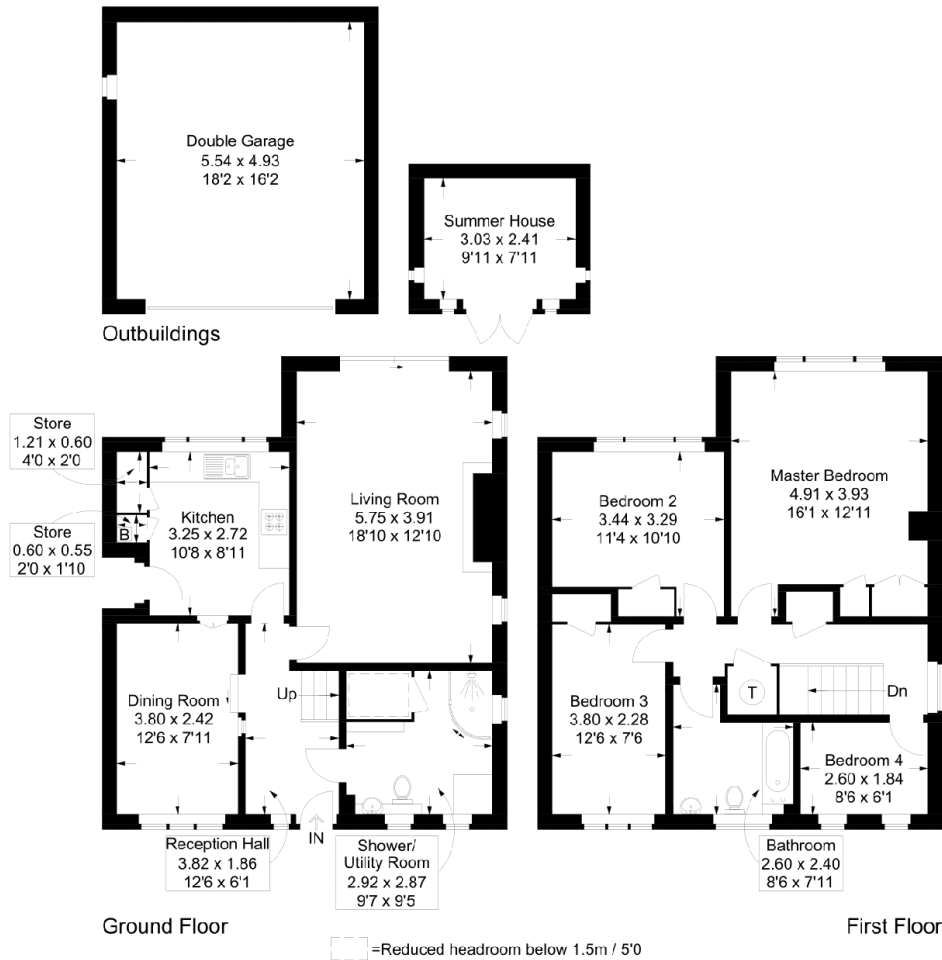 Double Garage
5.54 x 4.93
18'2 x 16'2
Summer House
3.03 x 2.41
9'11 x 7'11
Outbuildings
Store
1.21 x 0.60
4'0 x 2'0
Store
0.60 x 0.55
2'0 x 1'10
B
Kitchen
3.25 x 2.72
10'8 x 8'11
Living Room
5.75 x 3.91
18'10 x 12'10
Dining Room
3.80 x 2.42
12'6 x 7'11
Up
IN
Reception Hall
3.82 x 1.86
12'6 x 6'1
Shower/
Utility Room
2.92 x 2.87
9'7 x 9'5
Ground Floor
Bedroom 2
3.44 x 3.29
11'4 x 10'10
Master Bedroom
4.91 x 3.93
16'1 x 12'11
Bedroom 3
3.80 x 2.28
12'6 x 7'6
T
Dn
Bedroom 4
2.60 x 1.84
8'6 x 6'1
Bathroom
2.60 x 2.40
8'6 x 7'11
First Floor
=Reduced headroom below 1.5m / 5'0